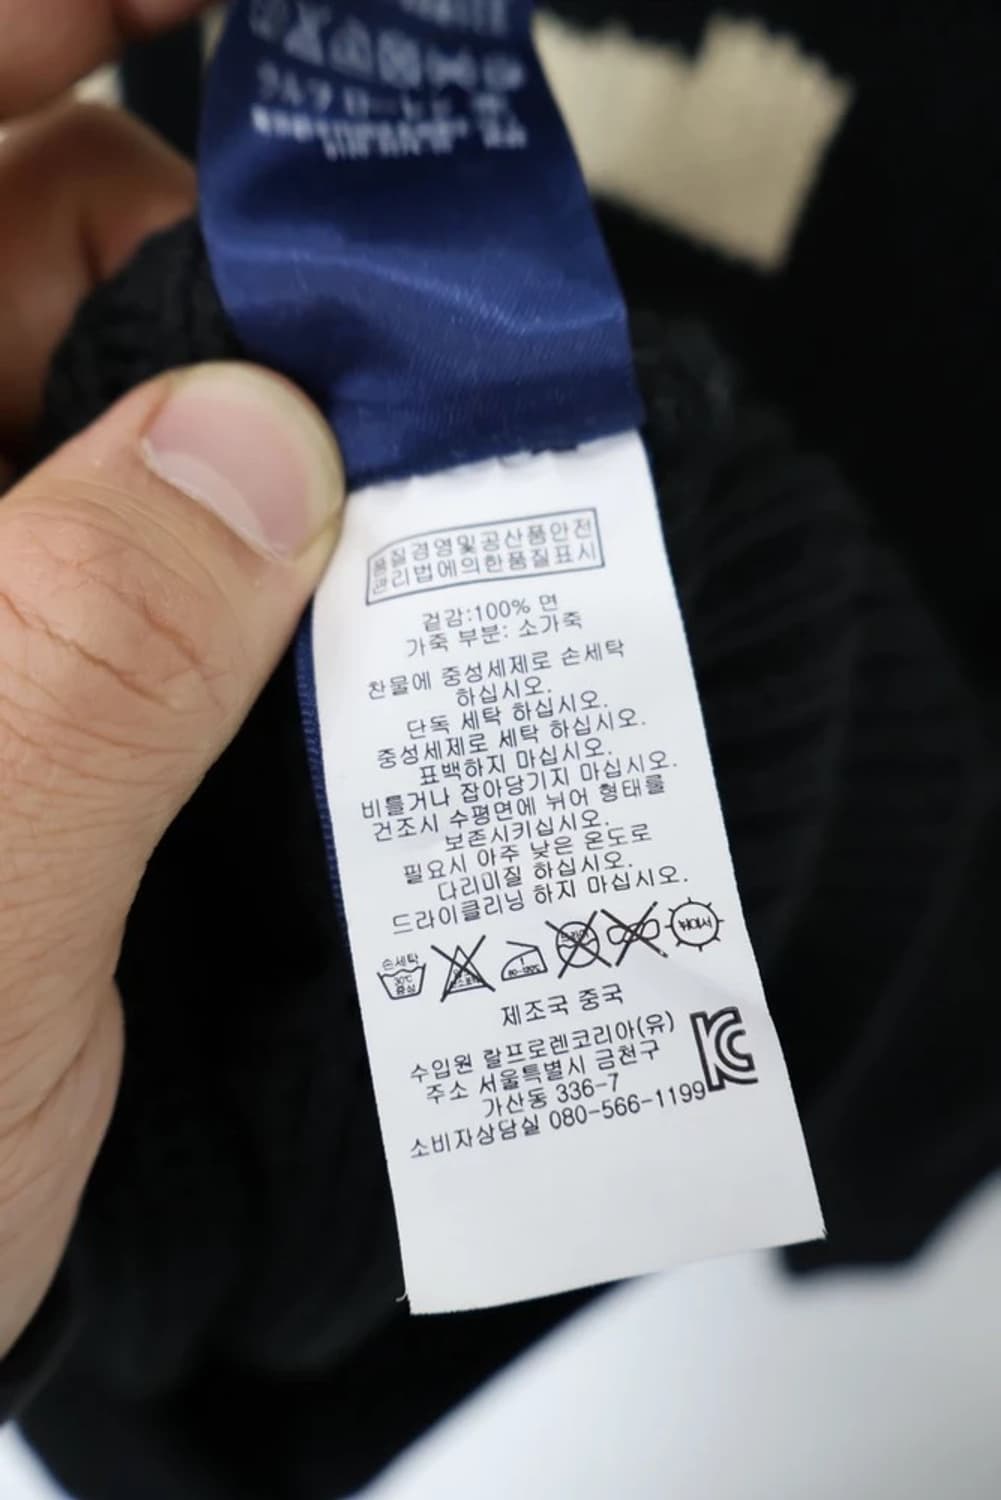 품질경영및공산품안전
관리법에의한품질표시
겉감:100% 면
가죽 부분: 소가죽
찬물에 중성세제로 손세탁
하십시오.
단독 세탁 하십시오.
중성세제로 세탁 하십시오.
표백하지 마십시오.
비틀거나 잡아당기지 마십시오.
건조시 수평면에 뉘어 형태를
보존시키십시오.
필요시 아주 낮은 온도로
다리미질 하십시오.
드라이클리닝 하지 마십시오.
손세탁
30℃
중성
뉘어서
제조국 중국
수입원 랄프로렌코리아(유)
주소 서울특별시 금천구
가산동 336-7
소비자상담실 080-566-1199